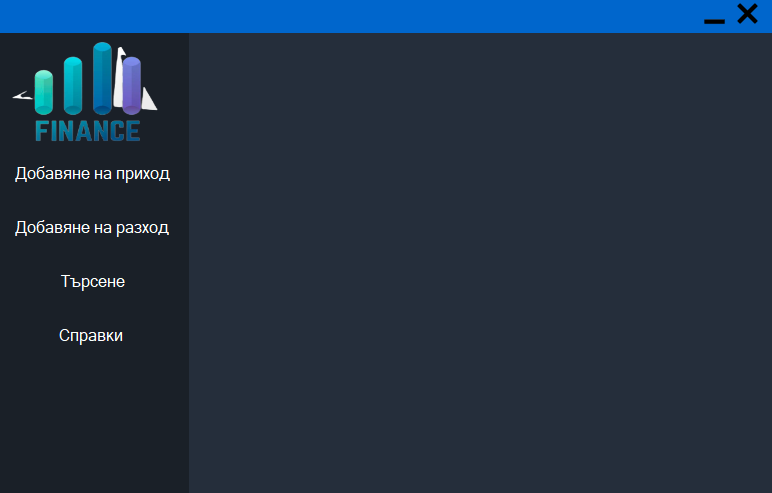 FINANCE
Добавяне на приход
Добавяне на разход
Търсене
Справки